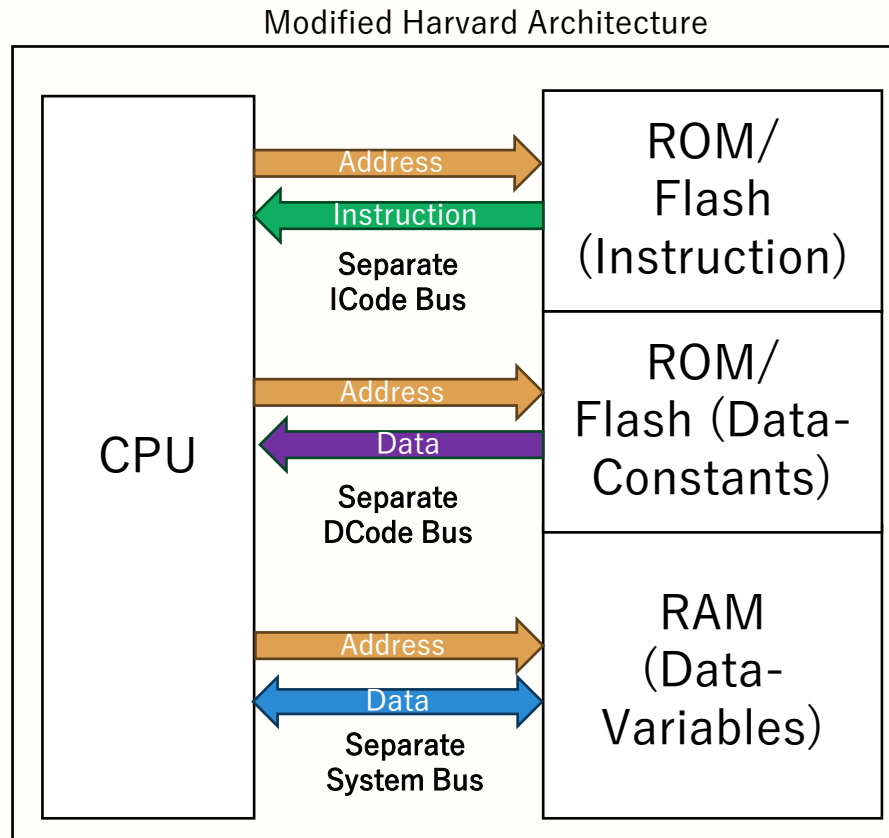 Modified Harvard Architecture
CPU
Address
Instruction
Separate
ICode Bus
ROM/
Flash
(Instruction)
Address
Data
Separate
DCode Bus
ROM/
Flash (Data-
Constants)
Address
Data
Separate
System Bus
RAM
(Data-
Variables)